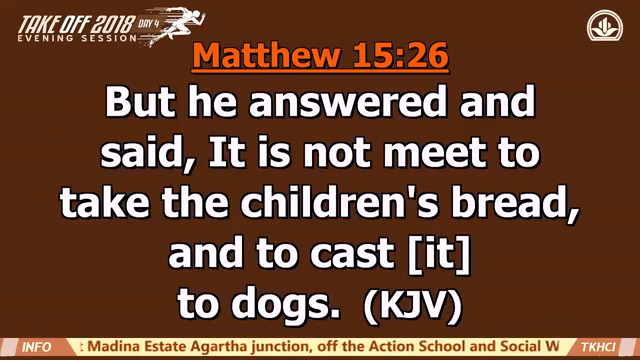 TAKE OFF 2018 DAY 4
EVENING SESSION
Matthew 15:26
But he answered and
said, It is not meet to
take the children's bread,
and to cast [it]
to dogs. (KJV)
INFO
t Madina Estate Agartha junction, off the Action School and Social W
TKHCI